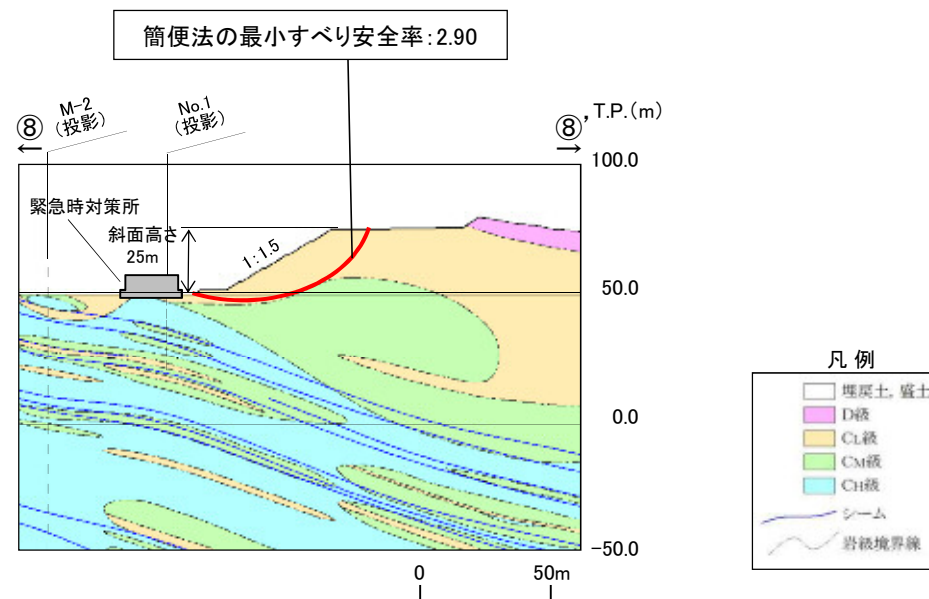 簡便法の最小すべり安全率：2.90
M-2
（投影）
No.1
（投影）
⑧
←
⑧,
→
T.P.（m）
100.0
緊急時対策所
斜面高さ
25m
1：1.5
50.0
0.0
-50.0
0
50m
凡 例
埋戻土，盛土
D級
CL級
CM級
CH級
シーム
岩級境界線